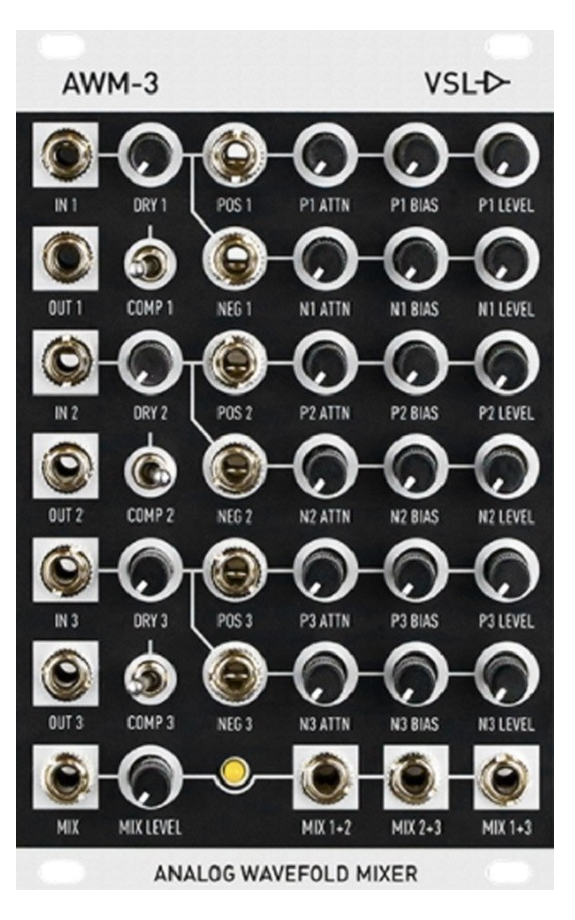 AWM-3 VSL
IN 1 DRY 1 POS 1 P1 ATTN P1 BIAS P1 LEVEL
OUT 1 COMP 1 NEG 1 N1 ATTN N1 BIAS N1 LEVEL
IN 2 DRY 2 POS 2 P2 ATTN P2 BIAS P2 LEVEL
OUT 2 COMP 2 NEG 2 N2 ATTN N2 BIAS N2 LEVEL
IN 3 DRY 3 POS 3 P3 ATTN P3 BIAS P3 LEVEL
OUT 3 COMP 3 NEG 3 N3 ATTN N3 BIAS N3 LEVEL
MIX MIX LEVEL MIX 1+2 MIX 2+3 MIX 1+3
ANALOG WAVEFOLD MIXER